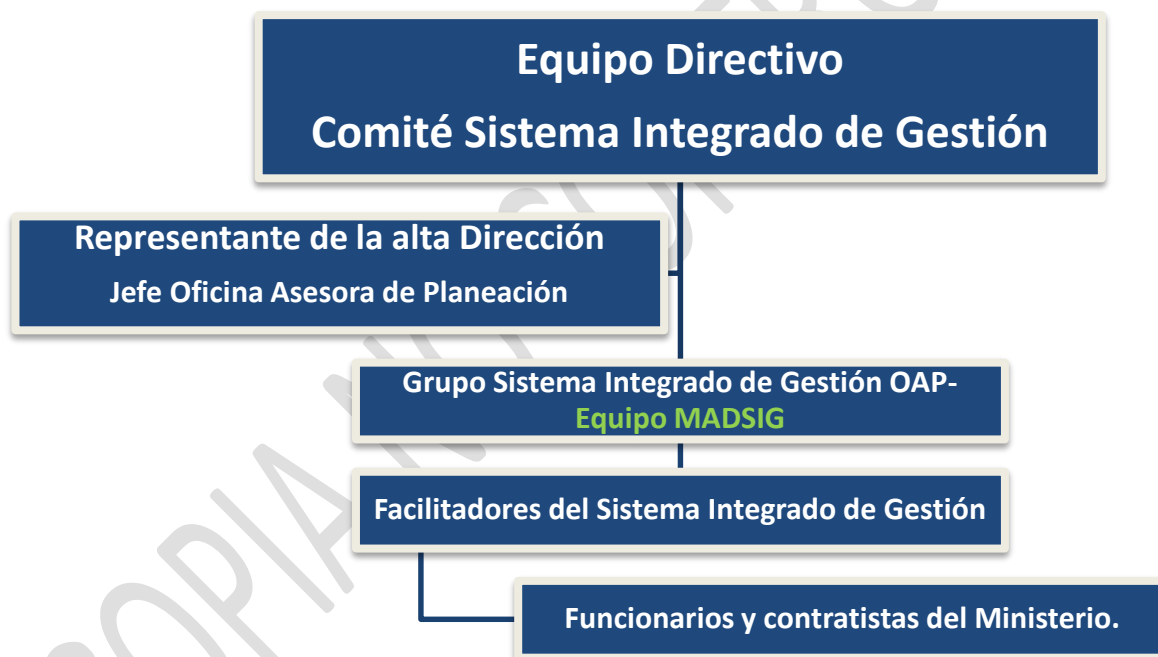 Equipo Directivo
Comité Sistema Integrado de Gestión
Representante de la alta Dirección
Jefe Oficina Asesora de Planeación
Grupo Sistema Integrado de Gestión OAP-
Equipo MADSIG
Facilitadores del Sistema Integrado de Gestión
Funcionarios y contratistas del Ministerio.